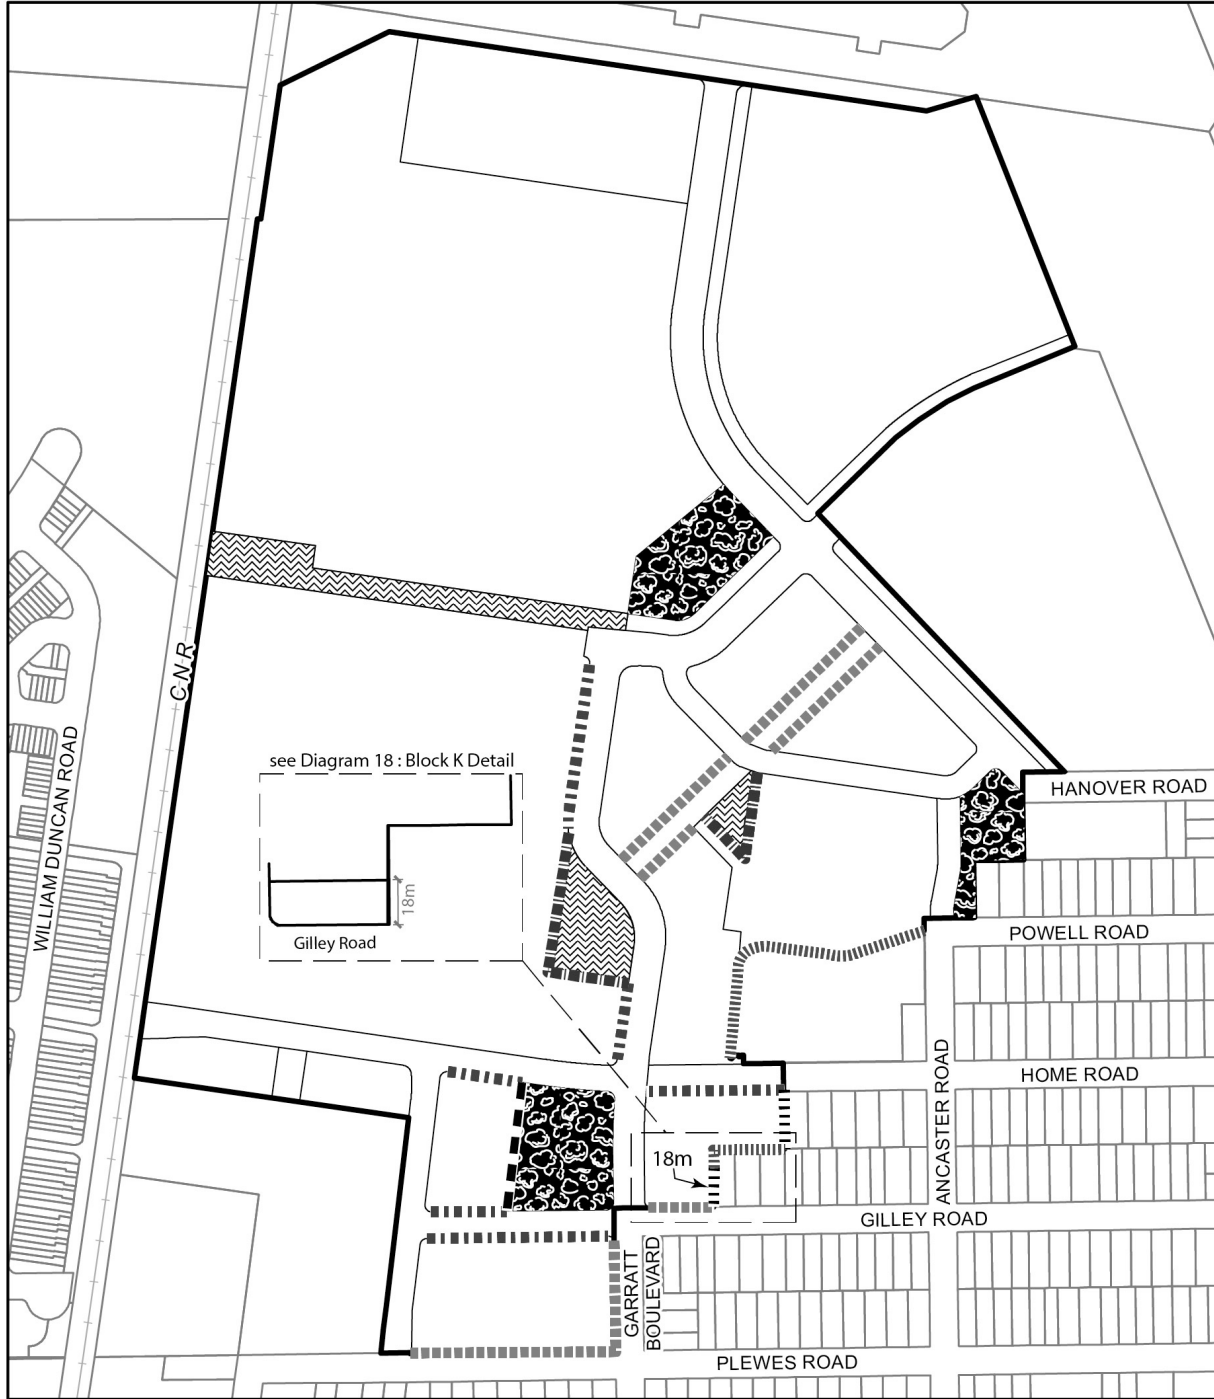 C N R
WILLIAM DUNCAN ROAD
see Diagram 18 : Block K Detail
18m
Gilley Road
HANOVER ROAD
POWELL ROAD
ANCASTER ROAD
HOME ROAD
18m
GILLEY ROAD
GARRATT
BOULEVARD
PLEWES ROAD